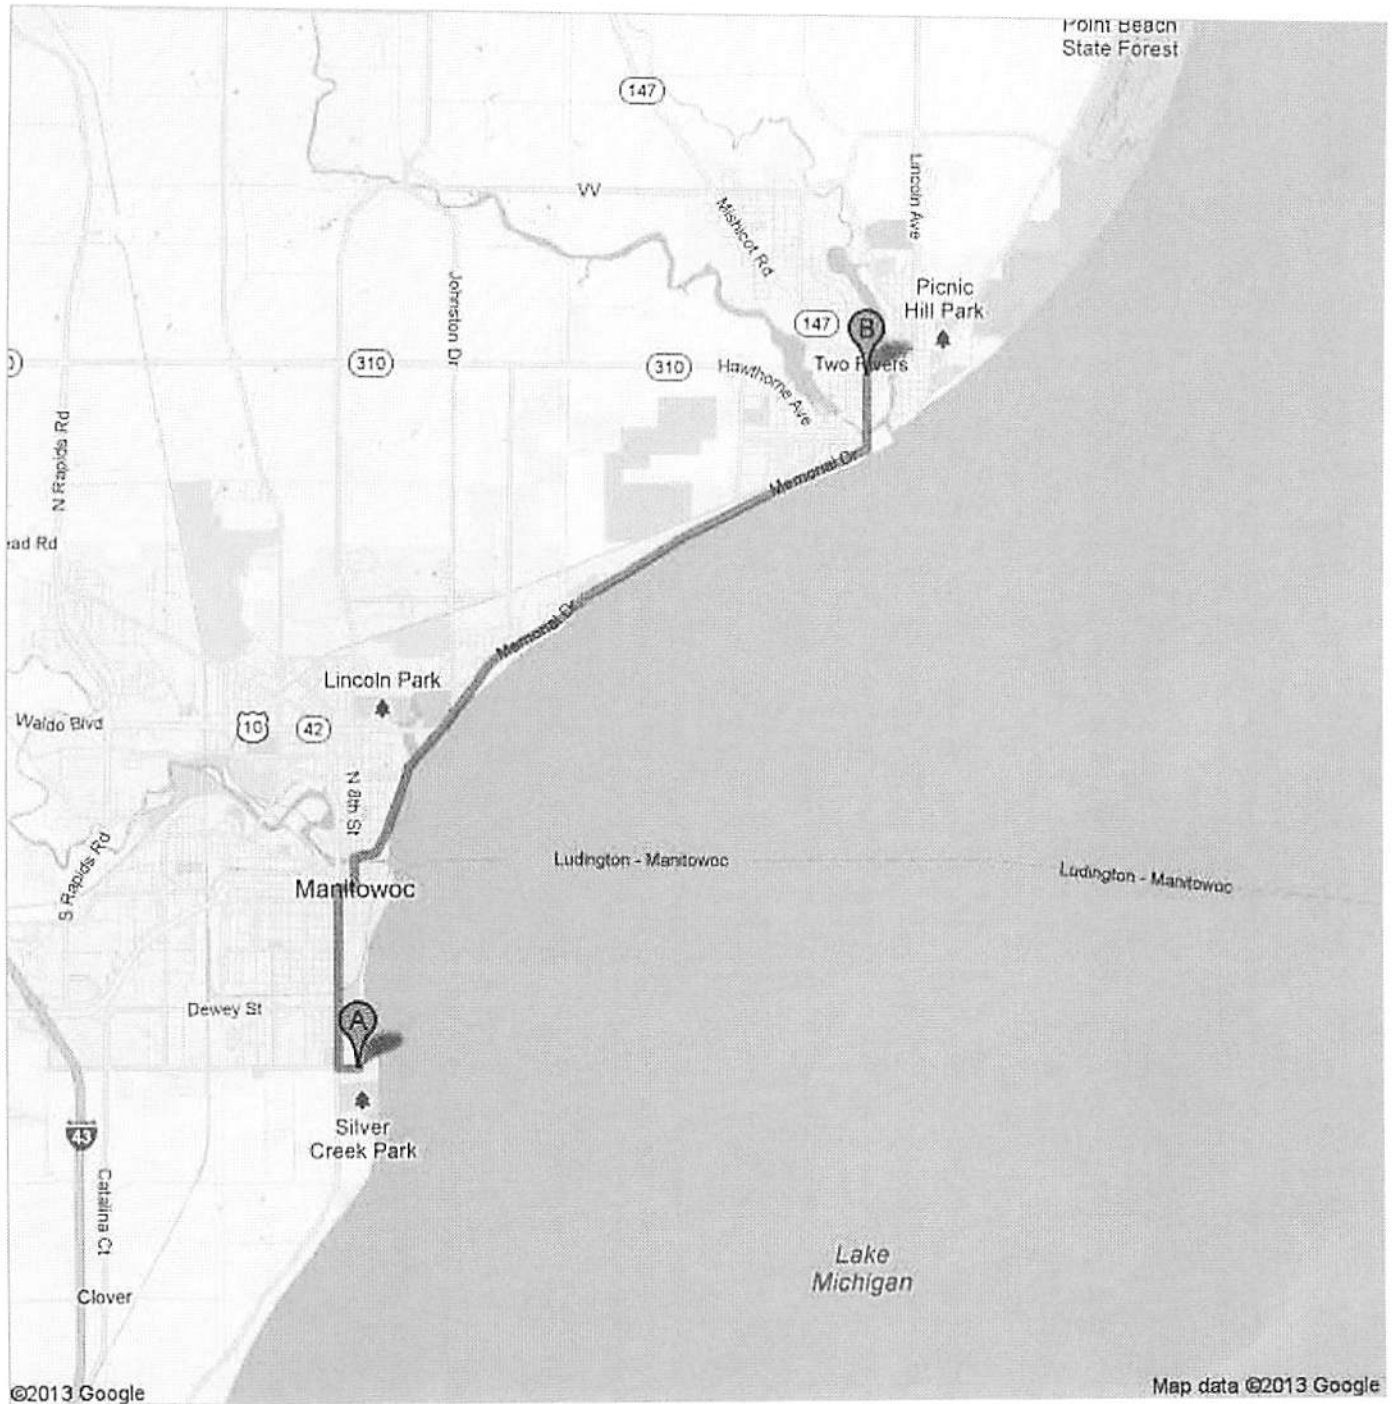 Point Beach
State Forest
147
VV
Lincoln Ave
Mishicot Rd
Picnic
Hill Park
147
B
Johnston Dr
310
310
Two Rivers
Hawthorne Ave
N Rapids Rd
Memorial Dr
ead Rd
Memorial Dr
Lincoln Park
Waldo Blvd
10
42
N 8th St
S Rapids Rd
Ludington - Manitowoc
Ludington - Manitowoc
Manitowoc
Dewey St
A
Silver
Creek Park
43
Catalina Ct
Lake
Michigan
Clover
©2013 Google
Map data ©2013 Google